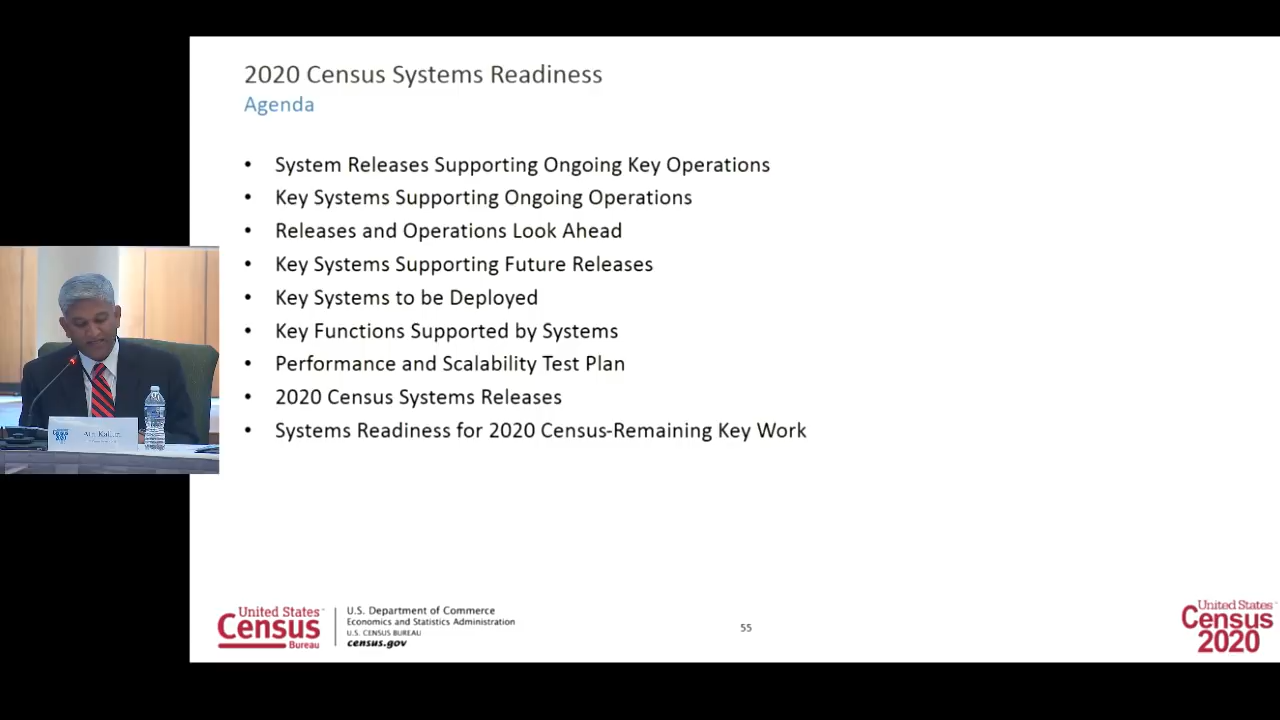 2020 Census Systems Readiness
Agenda
• System Releases Supporting Ongoing Key Operations
• Key Systems Supporting Ongoing Operations
• Releases and Operations Look Ahead
• Key Systems Supporting Future Releases
• Key Systems to be Deployed
• Key Functions Supported by Systems
• Performance and Scalability Test Plan
• 2020 Census Systems Releases
• Systems Readiness for 2020 Census-Remaining Key Work
United States™
Census
Bureau
U.S. Department of Commerce
Economics and Statistics Administration
U.S. CENSUS BUREAU
census.gov
55
United States™
Census
2020